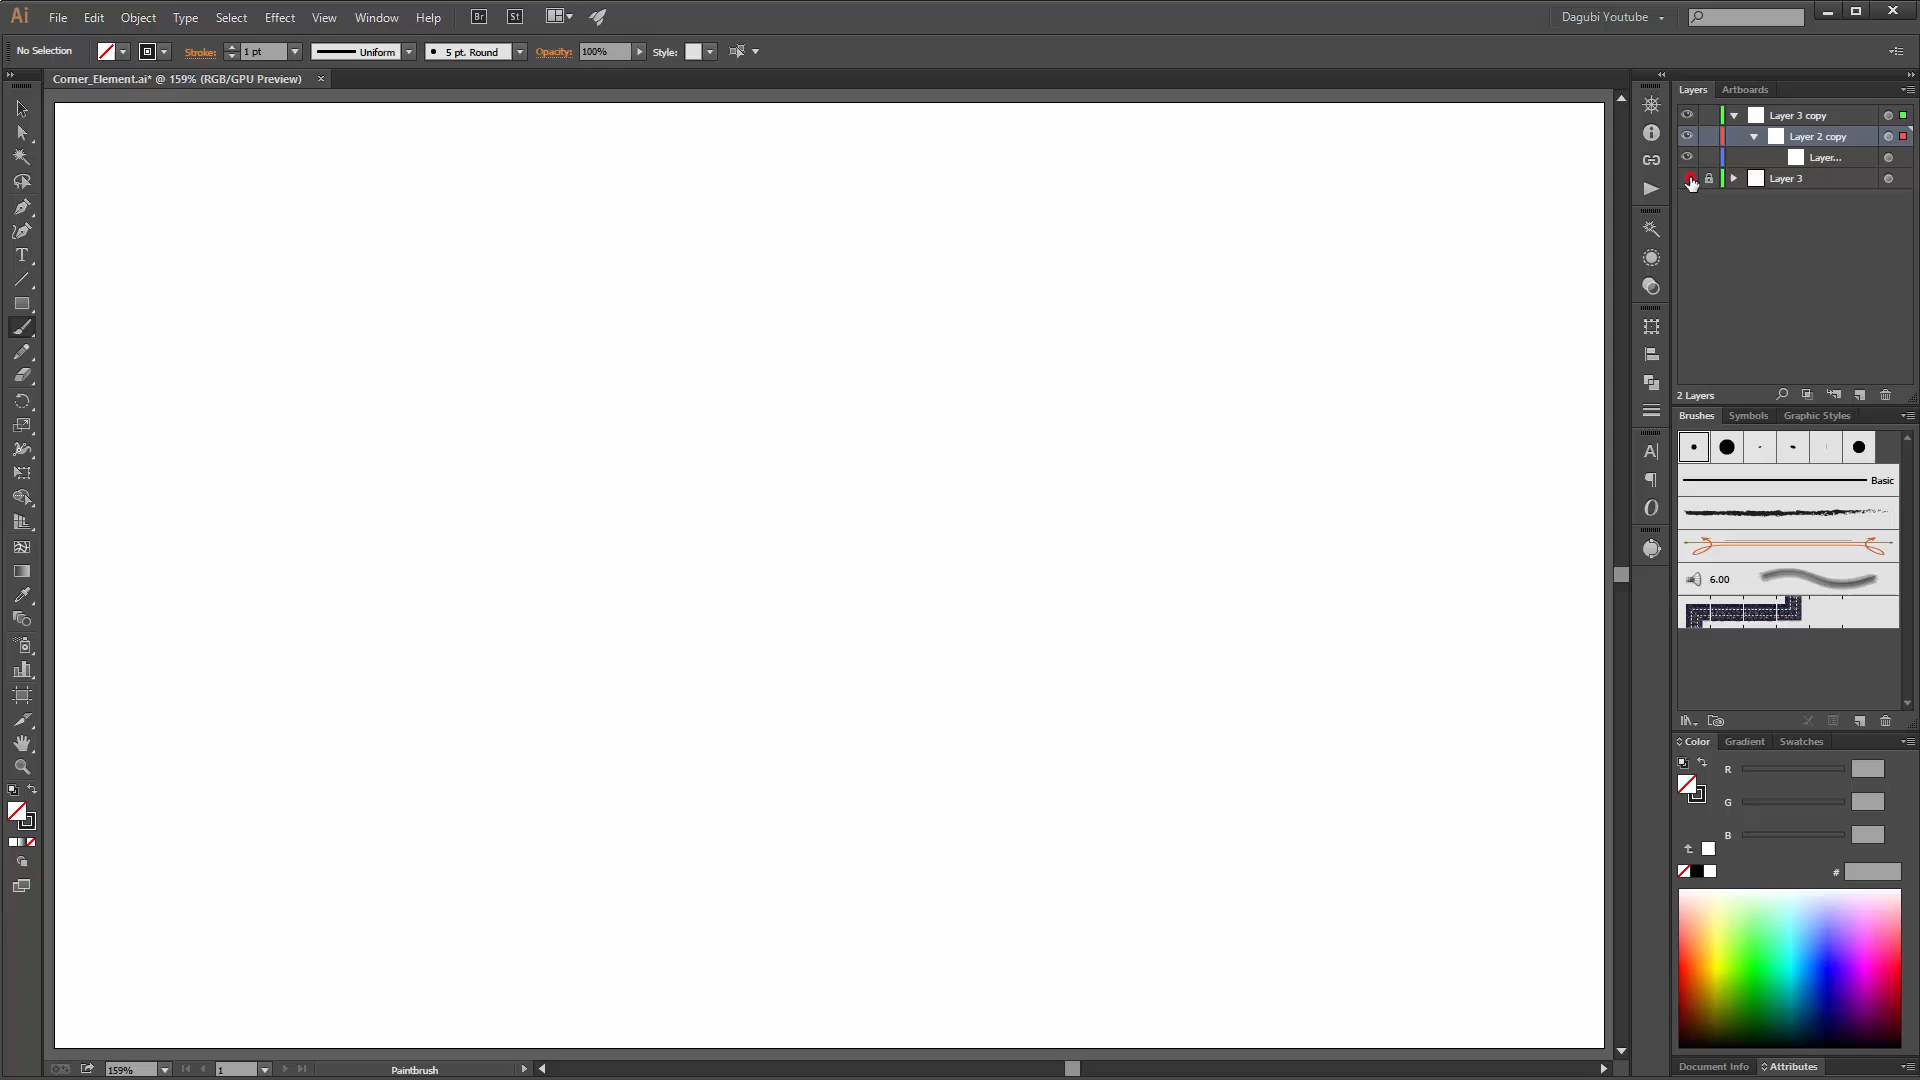 Ai File Edit Object Type Select Effect View Window Help Br St Dagubi Youtube
No Selection Stroke: 1 pt Uniform 5 pt. Round Opacity: 100% Style:
Corner_Element.ai* @ 159% (RGB/GPU Preview) ×
Layers Artboards
Layer 3 copy
Layer 2 copy
Layer...
Layer 3
2 Layers
Brushes Symbols Graphic Styles
Basic
6.00
Color Gradient Swatches
R
G
B
#
159% 1 Paintbrush
Document Info Attributes